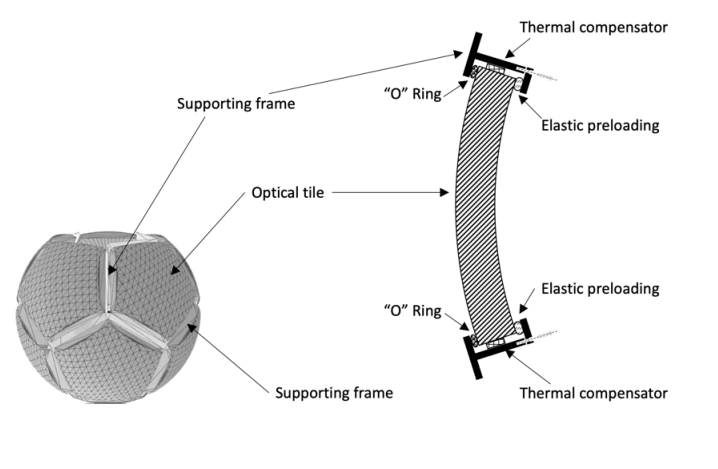 Thermal compensator
“O” Ring
Supporting frame
Elastic preloading
Optical tile
Elastic preloading
“O” Ring
Supporting frame
Thermal compensator